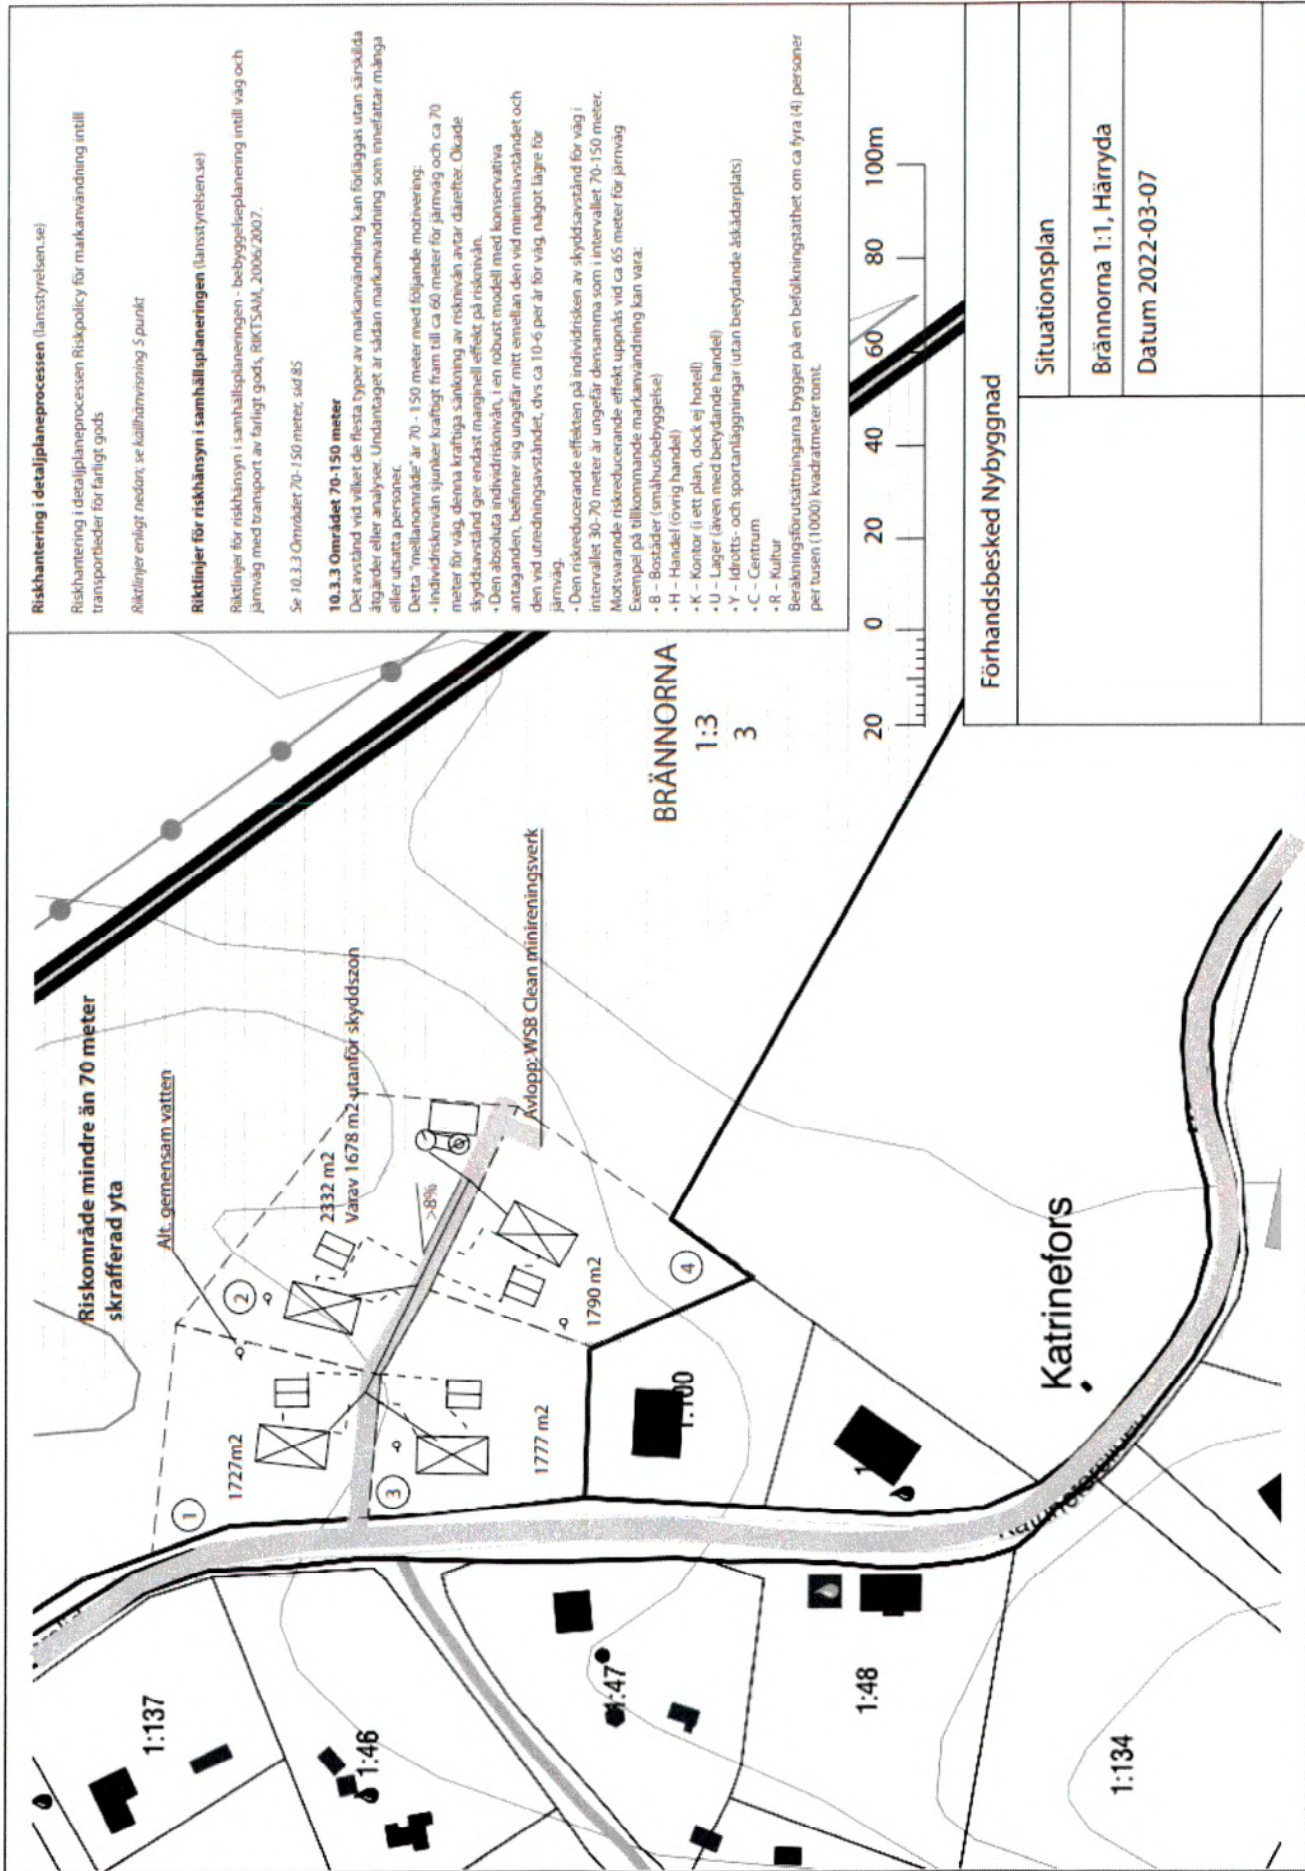 Riskhantering i detaljplaneprocessen (lansstyrelsen.se)
Riskhantering i detaljplaneprocessen Riskpolicy för markanvändning intill
transportleder för farligt gods
Riktlinjer enligt nedan; se källhänvisning 5 punkt
Riktlinjer för riskhänsyn i samhällsplaneringen (lansstyrelsen.se)
Riktlinjer för riskhänsyn i samhällsplaneringen - bebyggelseplanering intill väg och
järnväg med transport av farligt gods, RIKTSAM, 2006/2007.
Se 10.3.3 Området 70-150 meter, sid 85
10.3.3 Området 70-150 meter
Det avstånd vid vilket de flesta typer av markanvändning kan förläggas utan särskilda
åtgärder eller analyser. Undantaget är sådan markanvändning som innefattar många
eller utsatta personer.
Detta "mellanområde" är 70 - 150 meter med följande motivering:
• Individrisknivån sjunker kraftigt fram till ca 60 meter för järnväg och ca 70
meter för väg, denna kraftiga sänkning av risknivån avtar därefter. Ökade
skyddsavstånd ger endast marginell effekt på risknivån.
• Den absoluta individrisknivån, i en robust modell med konservativa
antaganden, befinner sig ungefär mitt emellan den vid minimiavståndet och
den vid utredningsavståndet, dvs ca 10-6 per år för väg, något lägre för
järnväg.
• Den riskreducerande effekten på individrisken av skyddsavstånd för väg i
intervallet 30-70 meter är ungefär densamma som i intervallet 70-150 meter.
Motsvarande riskreducerande effekt uppnås vid ca 65 meter för järnväg
Exempel på tillkommande markanvändning kan vara:
• B – Bostäder (småhusbebyggelse)
• H – Handel (övrig handel)
• K – Kontor (i ett plan, dock ej hotell)
• U – Lager (även med betydande handel)
• Y – Idrotts- och sportanläggningar (utan betydande åskådarplats)
• C – Centrum
• R – Kultur
Beräkningsförutsättningarna bygger på en befolkningstäthet om ca fyra (4) personer
per tusen (1000) kvadratmeter tomt.
Riskområde mindre än 70 meter
skrafferad yta
Alt. gemensam vatten
2332 m2
Varav 1678 m2 utanför skyddszon
>8%
Avlopp: WSB Clean minireningsverk
1
2
3
4
1727m2
1777 m2
1790 m2
BRÄNNORNA
1:3
3
1:100
Katrinefors
1:137
1:46
1:47
1:48
1:134
20 0 20 40 60 80 100m
Förhandsbesked Nybyggnad
Situationsplan
Brännorna 1:1, Härryda
Datum 2022-03-07